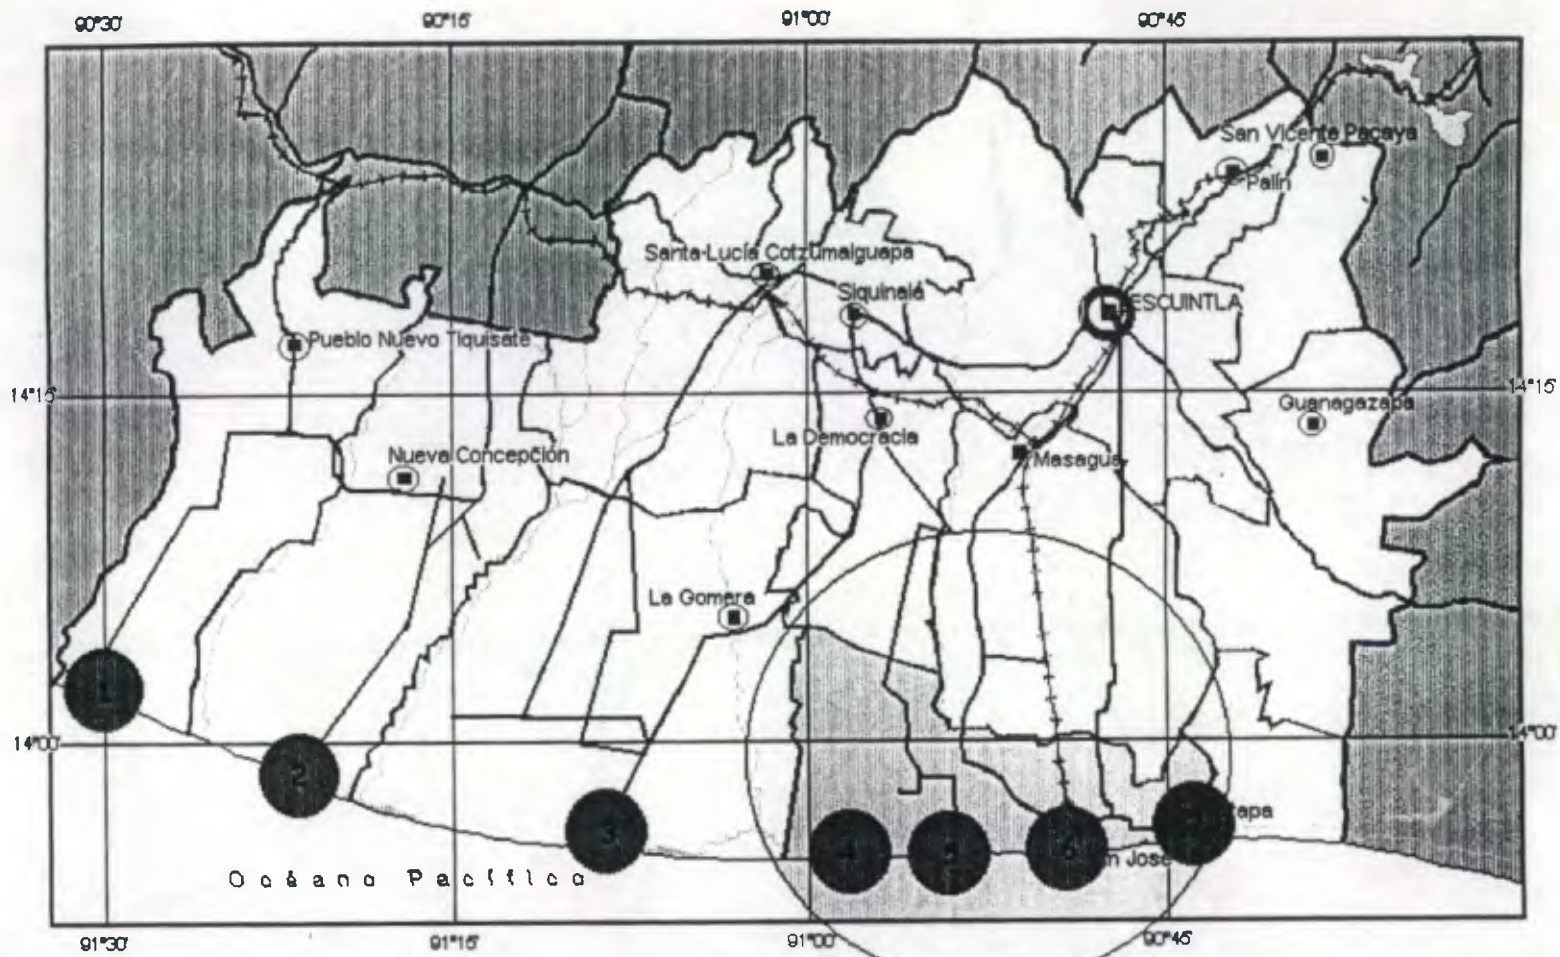 90°30' 90°15' 91°00' 90°45'
San Vicente Pacaya
Palín
Santa Lucía Cotzumalguapa
Siquinalá
ESCUINTLA
Pueblo Nuevo Tiquisate
14°15' 14°15'
Guanagazapa
La Democracia
Nueva Concepción
Masagua
La Gomera
1
14°00' 14°00'
2
3
4 5 6 7 tapa
n José
Océano Pacífico
91°30' 91°15' 91°00' 90°45'